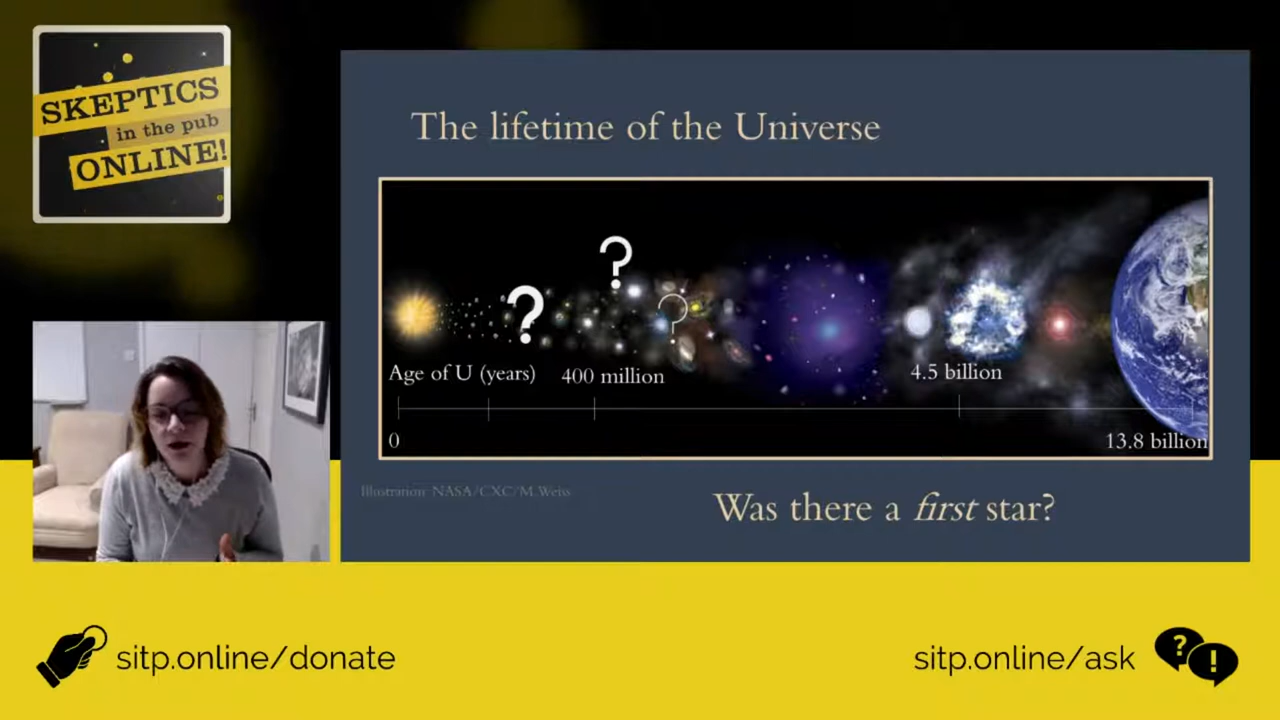 SKEPTICS
in the pub
ONLINE!
The lifetime of the Universe
?
?
?
Age of U (years)
400 million
4.5 billion
0
13.8 billion
Illustration: NASA/CXC/M.Weiss
Was there a first star?
sitp.online/donate
sitp.online/ask
? !